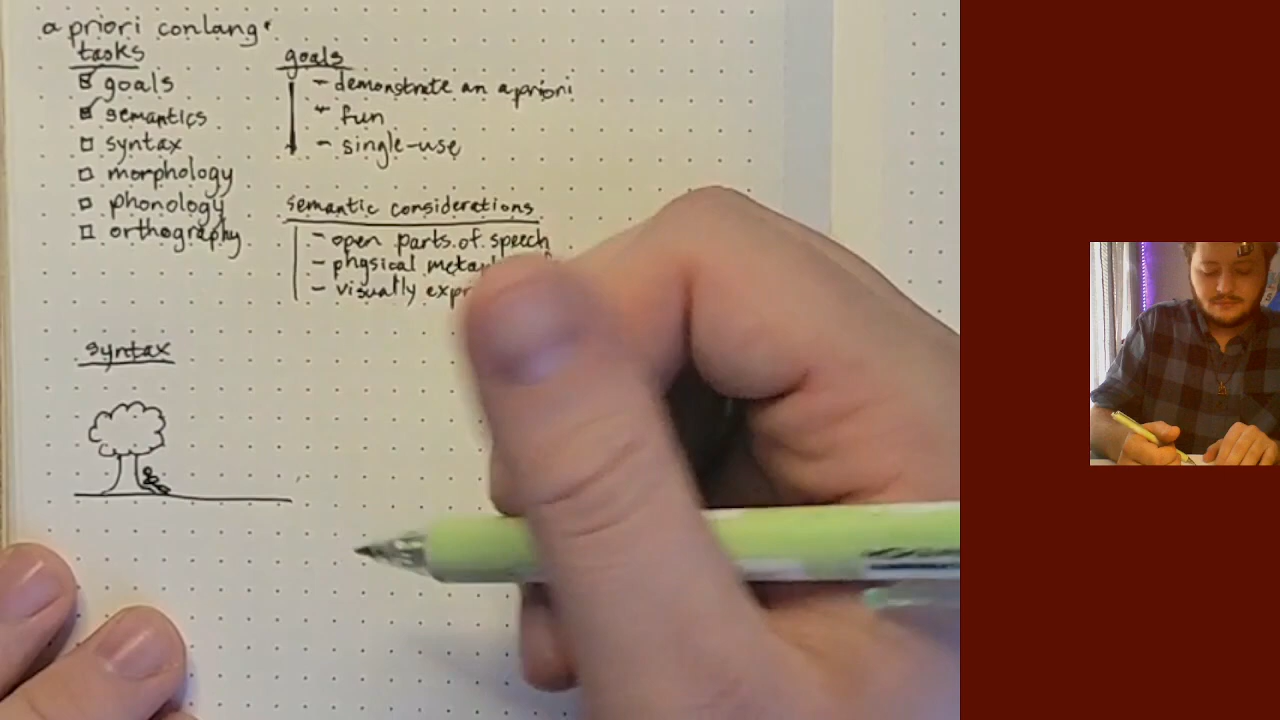 a priori conlang
tasks
goals
semantics
syntax
morphology
phonology
orthography
goals
- demonstrate an a priori
- fun
- single-use
semantic considerations
- open parts of speech
- physical
- visually
syntax